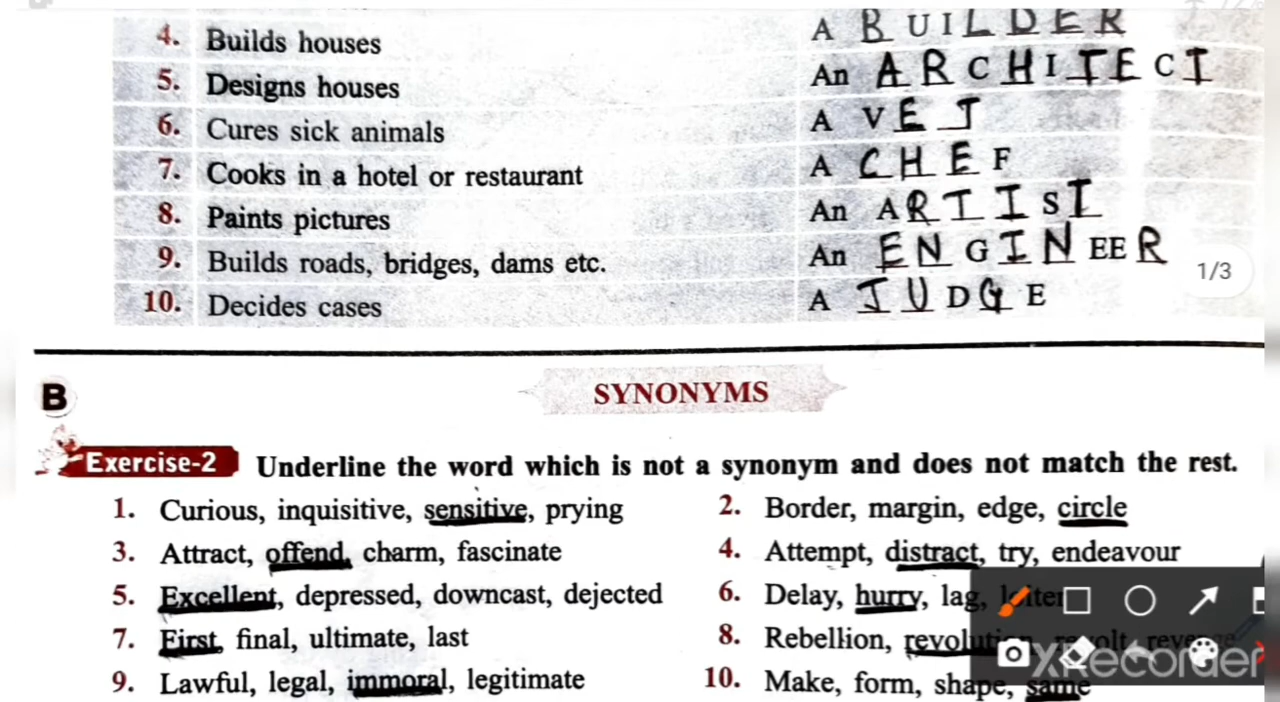 4. Builds houses A BUILDER
5. Designs houses An ARCHITECT
6. Cures sick animals A VET
7. Cooks in a hotel or restaurant A CHEF
8. Paints pictures An ARTIST
9. Builds roads, bridges, dams etc. An ENGINEER
1/3
10. Decides cases A JUDGE
B SYNONYMS
Exercise-2 Underline the word which is not a synonym and does not match the rest.
1. Curious, inquisitive, sensitive, prying 2. Border, margin, edge, circle
3. Attract, offend, charm, fascinate 4. Attempt, distract, try, endeavour
5. Excellent, depressed, downcast, dejected 6. Delay, hurry, lag, loiter
7. First, final, ultimate, last 8. Rebellion, revolution, revolt, revenge
XRecorder
9. Lawful, legal, immoral, legitimate 10. Make, form, shape, same